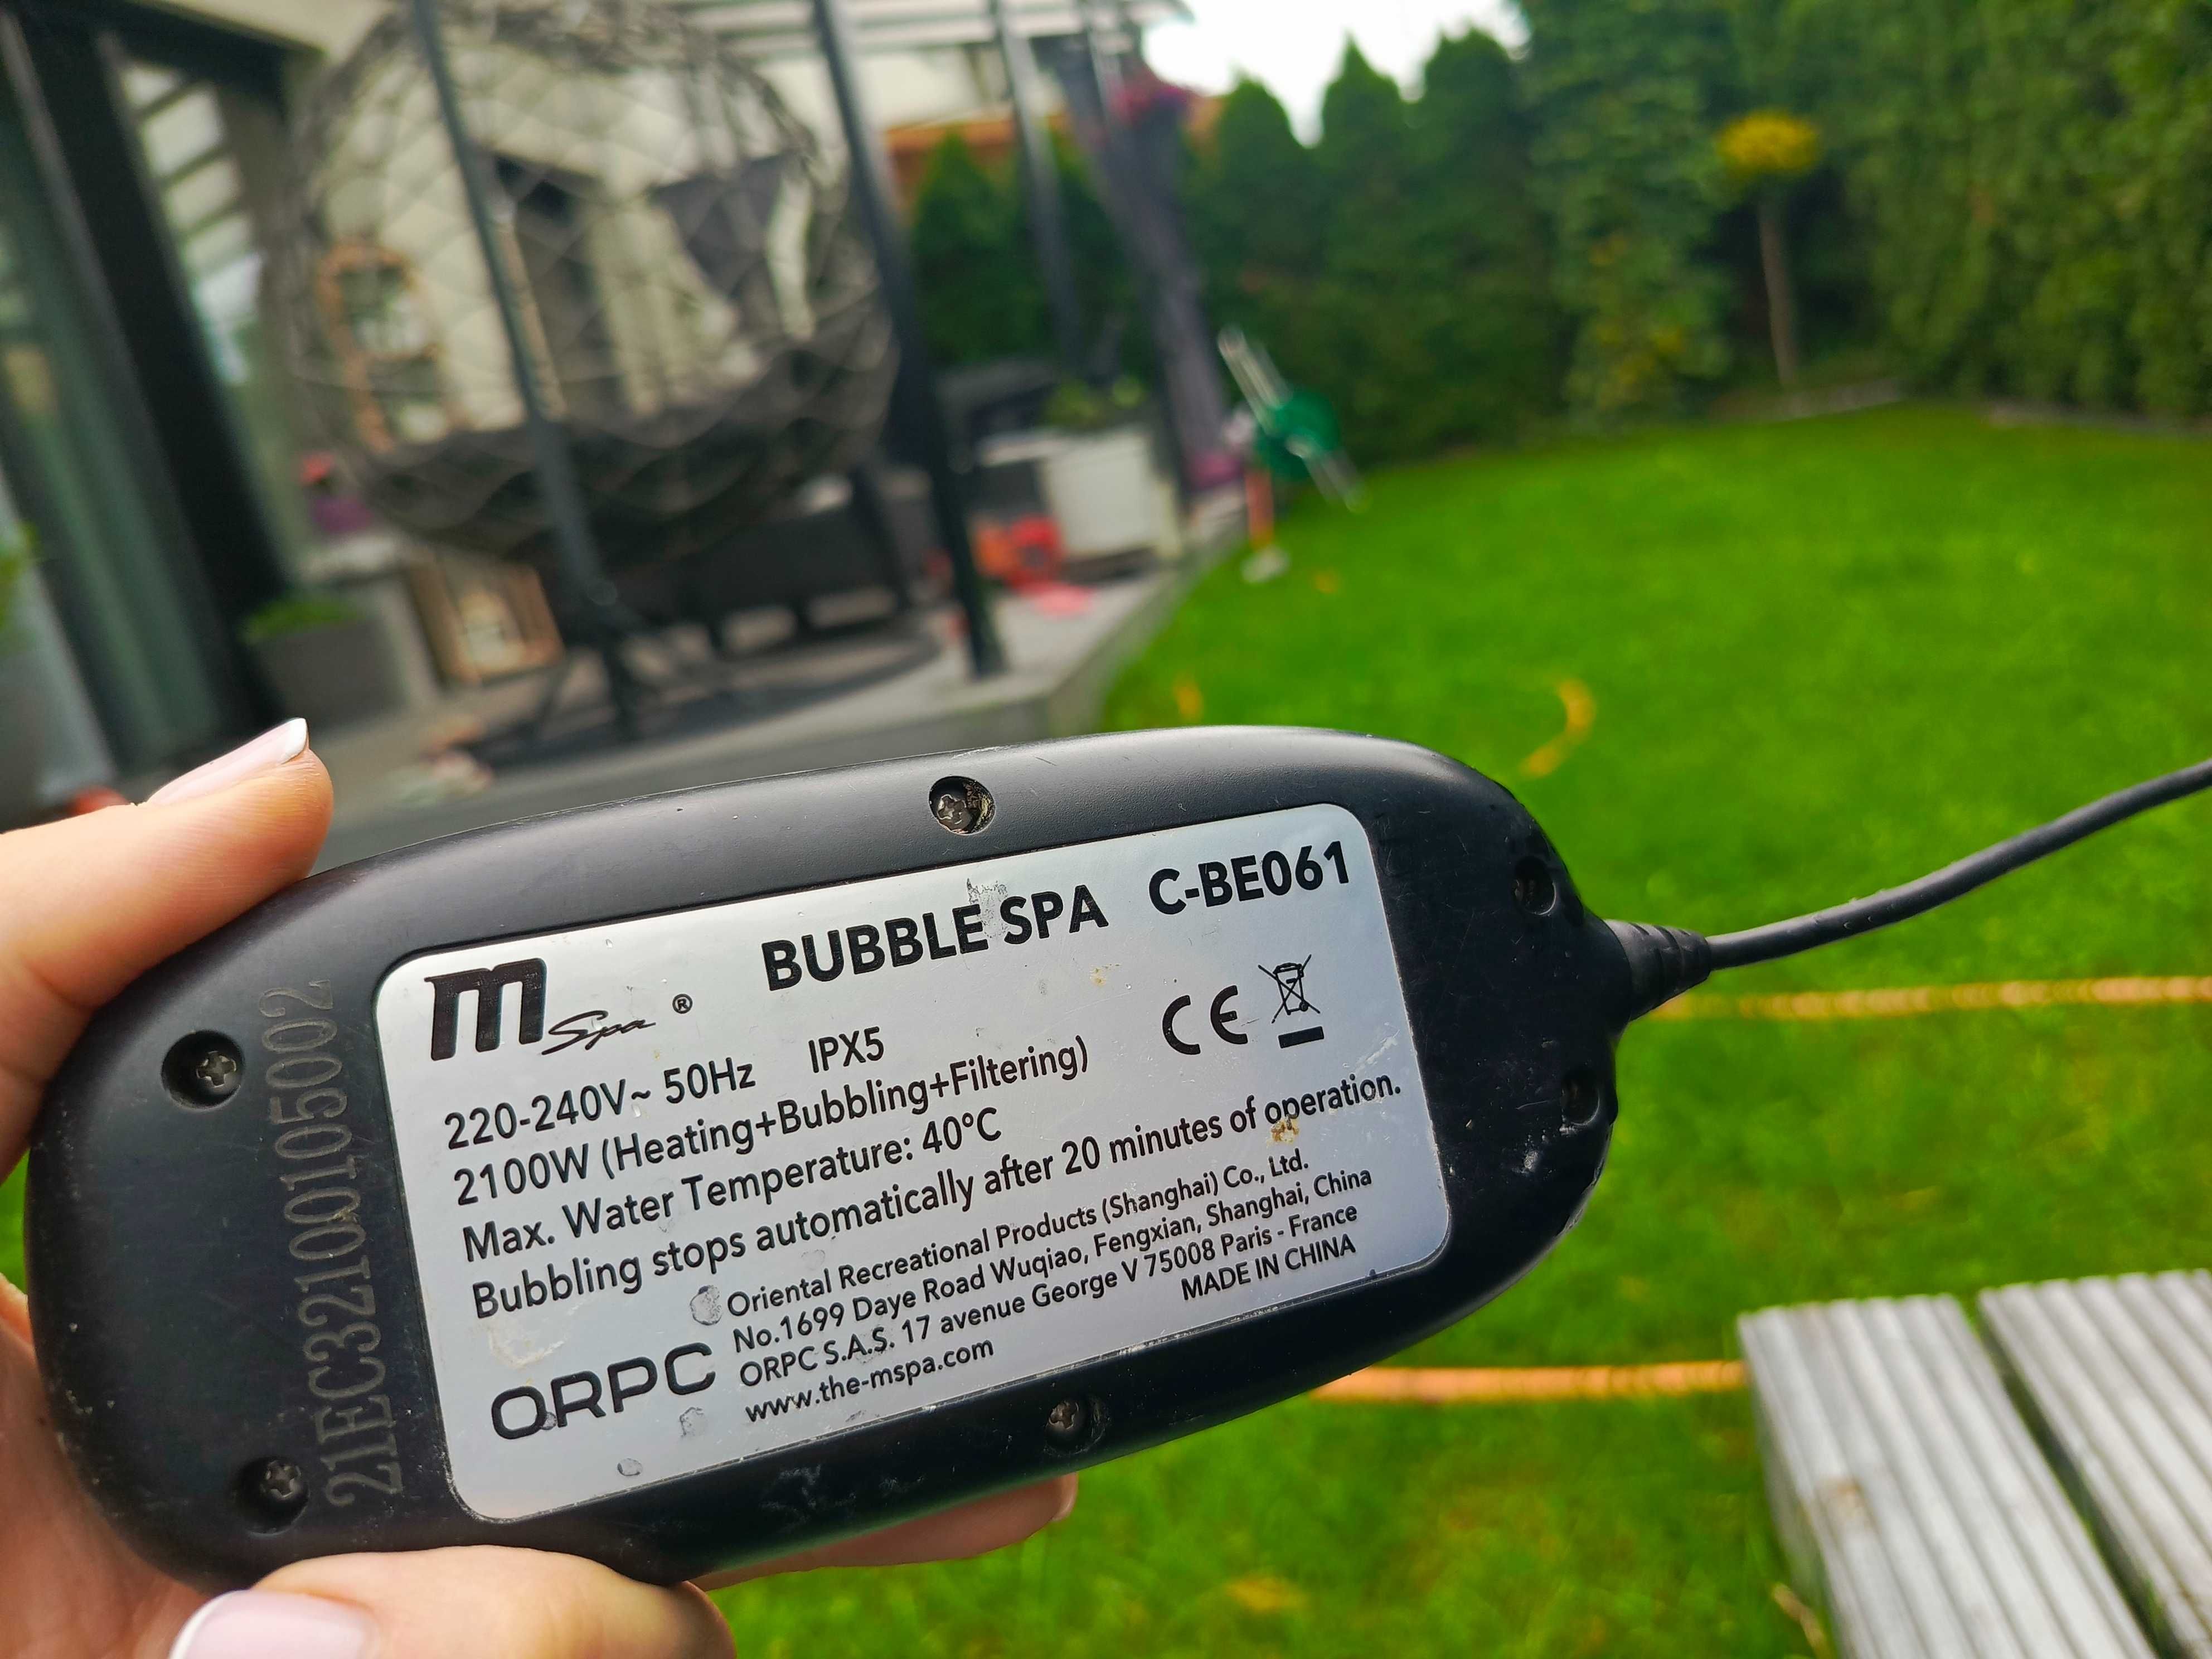 BUBBLE SPA C-BE061
m Spa ®
220-240V~ 50Hz IPX5
CE
2100W (Heating+Bubbling+Filtering)
Max. Water Temperature: 40°C
Bubbling stops automatically after 20 minutes of operation.
Oriental Recreational Products (Shanghai) Co., Ltd.
No.1699 Daye Road Wuqiao, Fengxian, Shanghai, China
ORPC S.A.S. 17 avenue George V 75008 Paris - France
www.the-mspa.com
MADE IN CHINA
ORPC
21EC32100105002